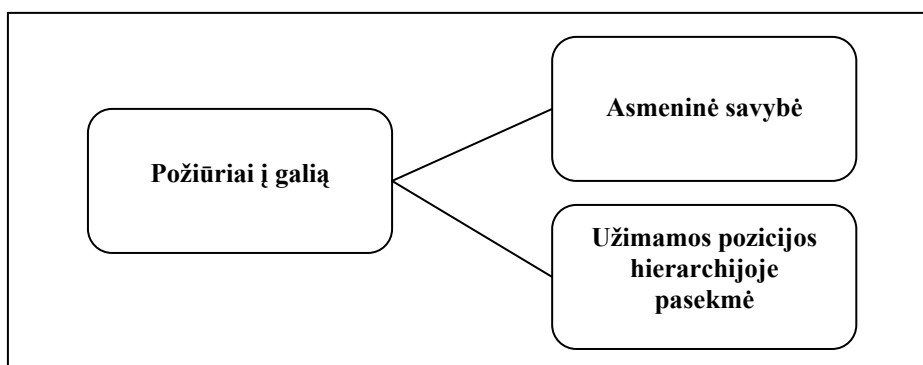 Požiūriai į galią
Asmeninė savybė
Užimamos pozicijos
hierarchijoje
pasekmė